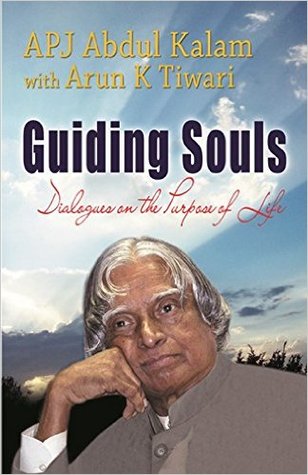 APJ Abdul Kalam
with Arun K Tiwari
Guiding Souls
Dialogues on the Purpose of Life